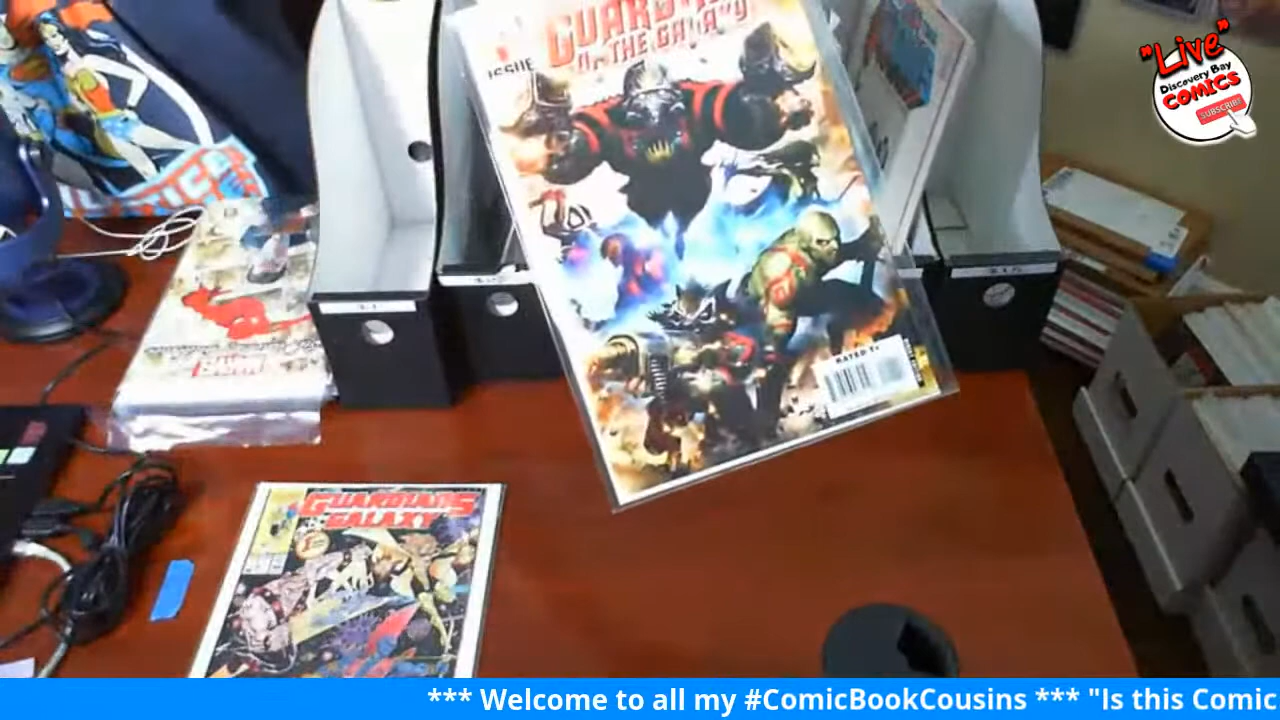 GUARDI
OF THE GALAXY
ISSUE
RATED T+
GUARDIANS
GALAXY
"Live"
Discovery Bay
COMICS
SUBSCRIBE
*** Welcome to all my #ComicBookCousins *** "Is this Comic